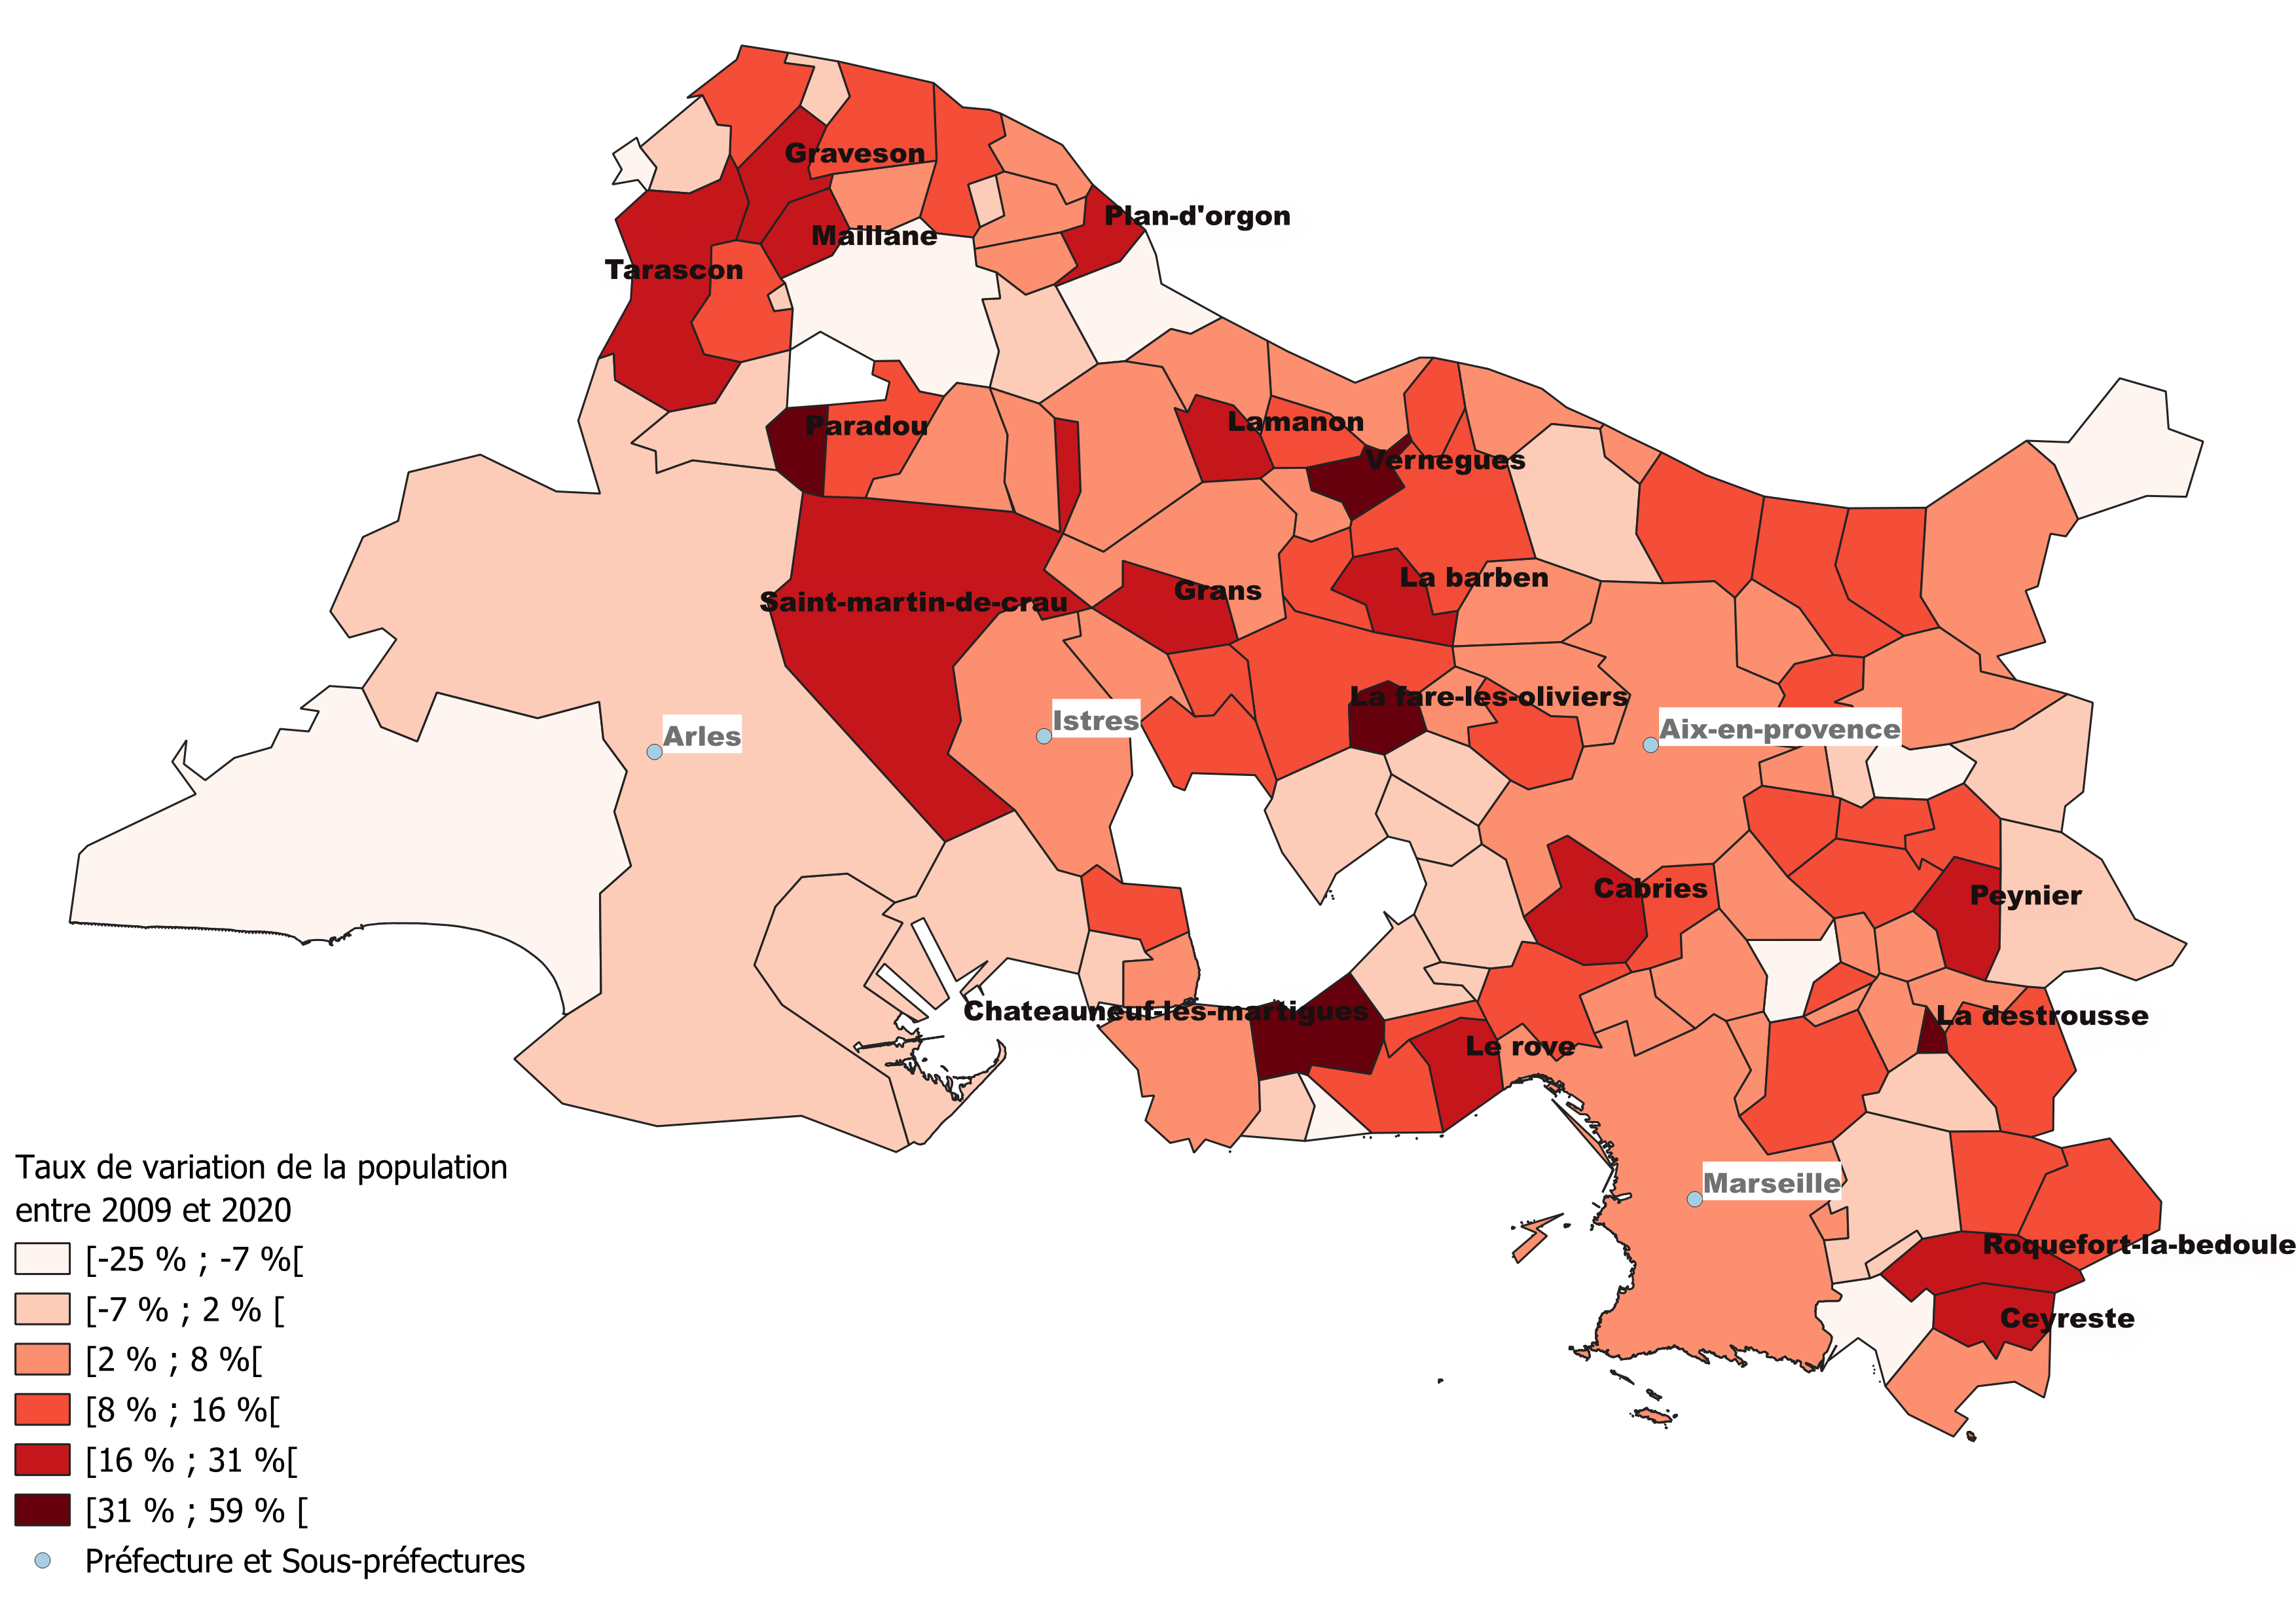 Graveson
Plan-d'orgon
Maillane
Tarascon
Lamanon
Paradou
Vernegues
La barben
Grans
Saint-martin-de-crau
La fare-les-oliviers
Istres
Aix-en-provence
Arles
Cabries
Peynier
Chateauneuf-les-martigues
La destrousse
Le rove
Marseille
Roquefort-la-bedoule
Ceyreste
Taux de variation de la population
entre 2009 et 2020
[-25 % ; -7 %[
[-7 % ; 2 % [
[2 % ; 8 %[
[8 % ; 16 %[
[16 % ; 31 %[
[31 % ; 59 % [
Préfecture et Sous-préfectures